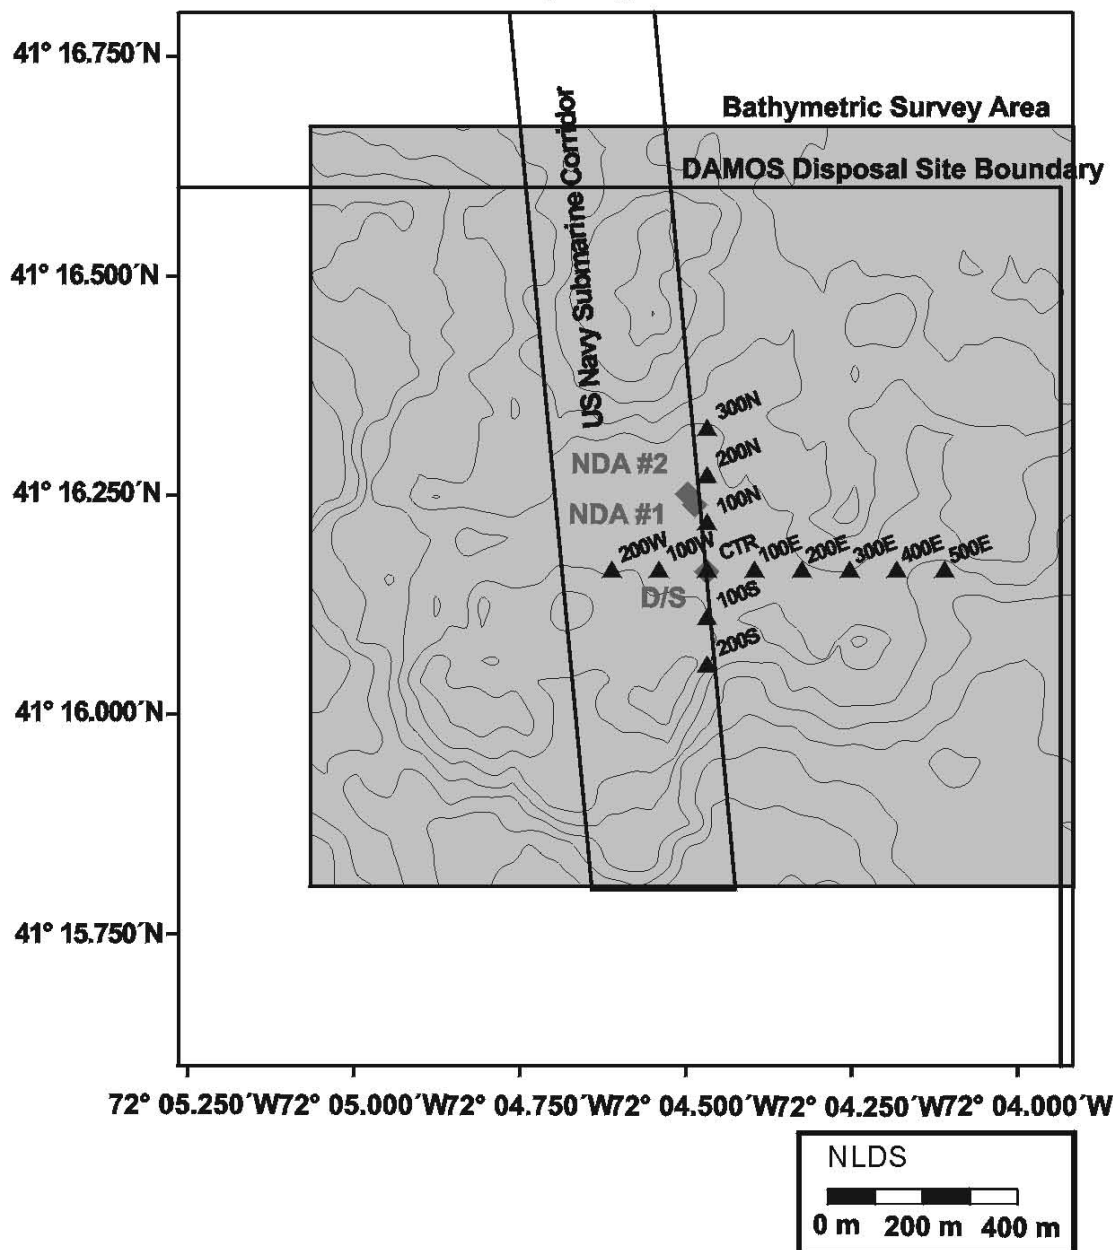 41° 16.750´N
Bathymetric Survey Area
DAMOS Disposal Site Boundary
US Navy Submarine Corridor
41° 16.500´N
300N
NDA #2
200N
41° 16.250´N
NDA #1
100N
200W 100W CTR 100E 200E 300E 400E 500E
D/S
100S
200S
41° 16.000´N
41° 15.750´N
72° 05.250´W 72° 05.000´W 72° 04.750´W 72° 04.500´W 72° 04.250´W 72° 04.000´W
NLDS
0 m 200 m 400 m